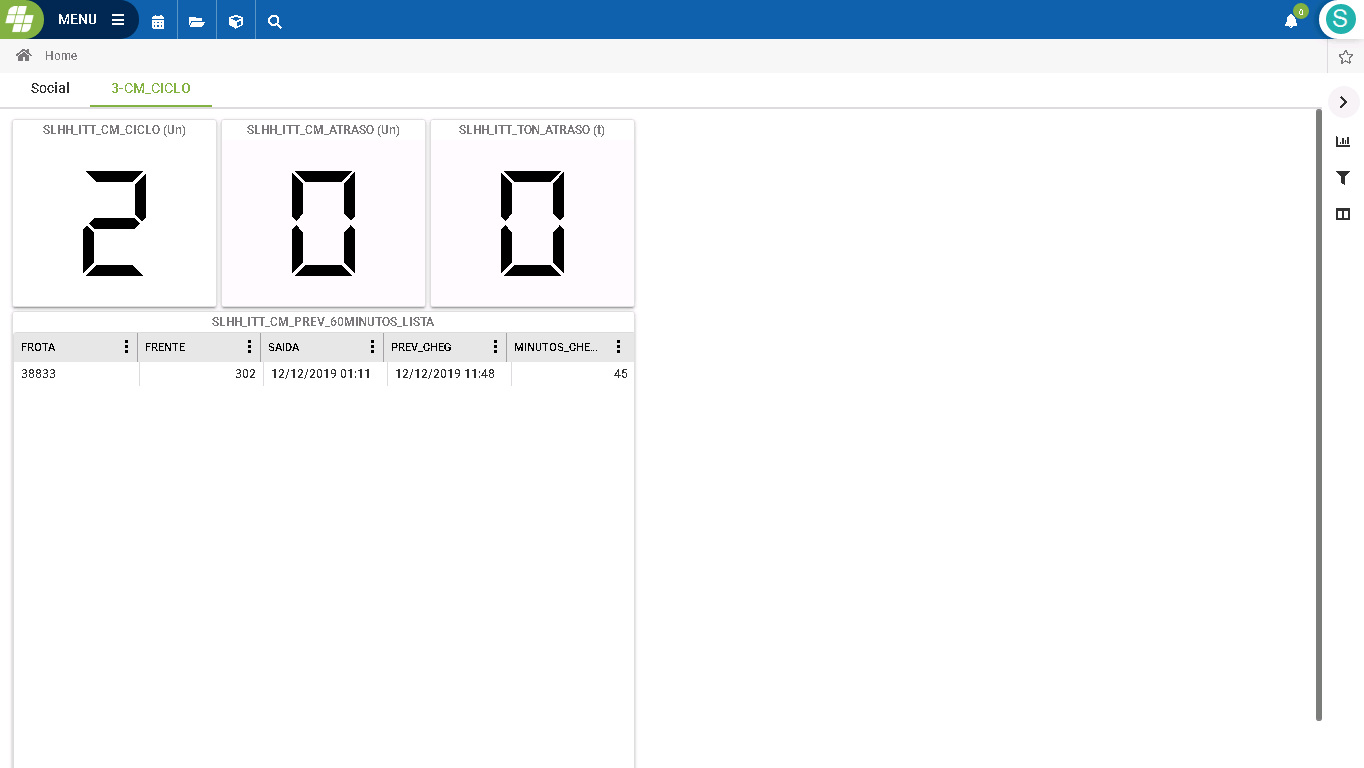 MENU
0
S
Home
Social
3-CM_CICLO
SLHH_ITT_CM_CICLO (Un)
SLHH_ITT_CM_ATRASO (Un)
SLHH_ITT_TON_ATRASO (t)
2
0
0
SLHH_ITT_CM_PREV_60MINUTOS_LISTA
FROTA FRENTE SAIDA PREV_CHEG MINUTOS_CHE...
38833 302 12/12/2019 01:11 12/12/2019 11:48 45